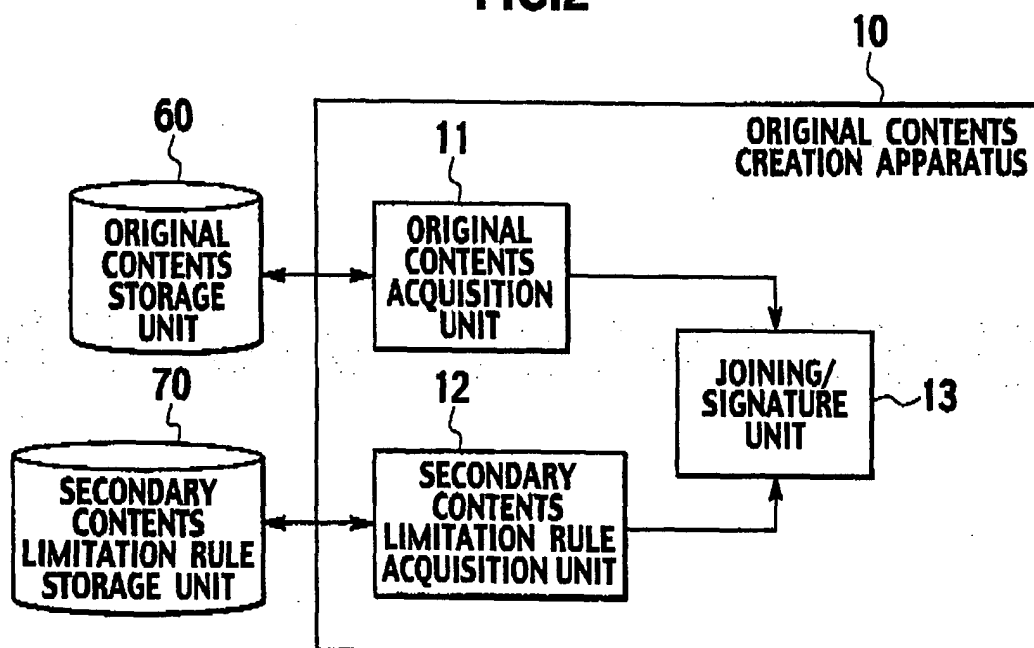 FIG.2
10
ORIGINAL CONTENTS
CREATION APPARATUS
60
ORIGINAL
CONTENTS
STORAGE
UNIT
11
ORIGINAL
CONTENTS
ACQUISITION
UNIT
JOINING/
SIGNATURE
UNIT
13
70
SECONDARY
CONTENTS
LIMITATION RULE
STORAGE UNIT
12
SECONDARY
CONTENTS
LIMITATION RULE
ACQUISITION UNIT